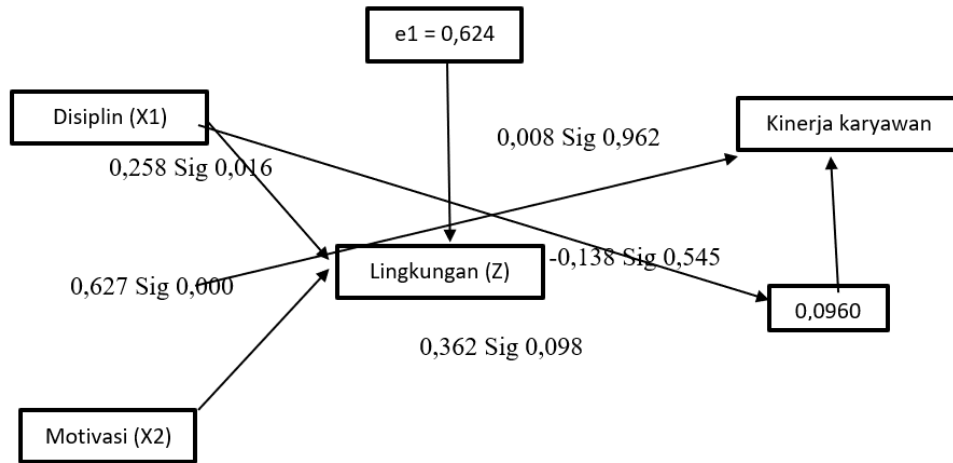 e1 = 0,624
Disiplin (X1)
Kinerja karyawan
0,008 Sig 0,962
0,258 Sig 0,016
Lingkungan (Z)
-0,138 Sig 0,545
0,627 Sig 0,000
0,0960
0,362 Sig 0,098
Motivasi (X2)